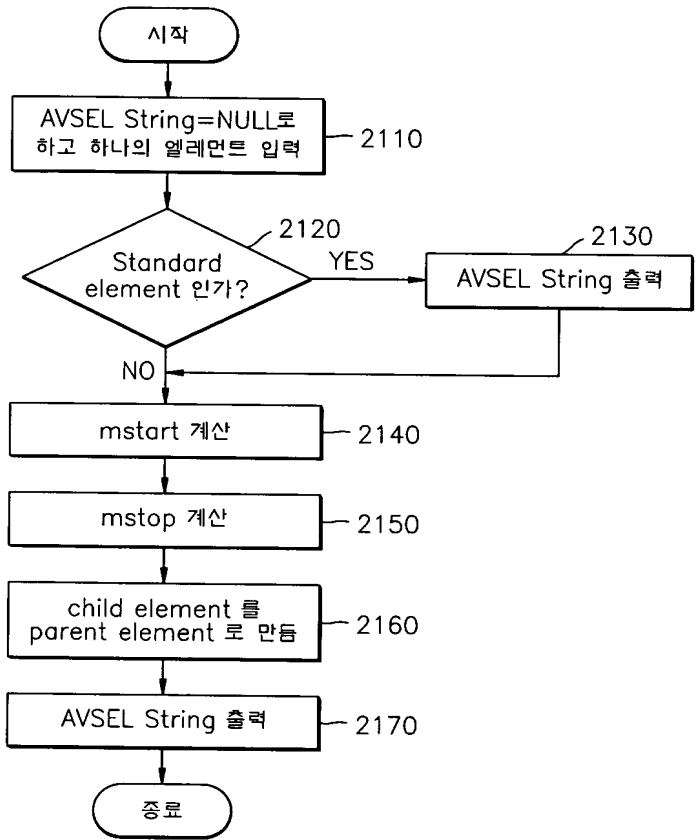 시작
AVSEL String=NULL로
하고 하나의 엘레먼트 입력
2110
2120
Standard
element 인가?
YES
2130
AVSEL String 출력
NO
mstart 계산
2140
mstop 계산
2150
child element 를
parent element 로 만듬
2160
AVSEL String 출력
2170
종료